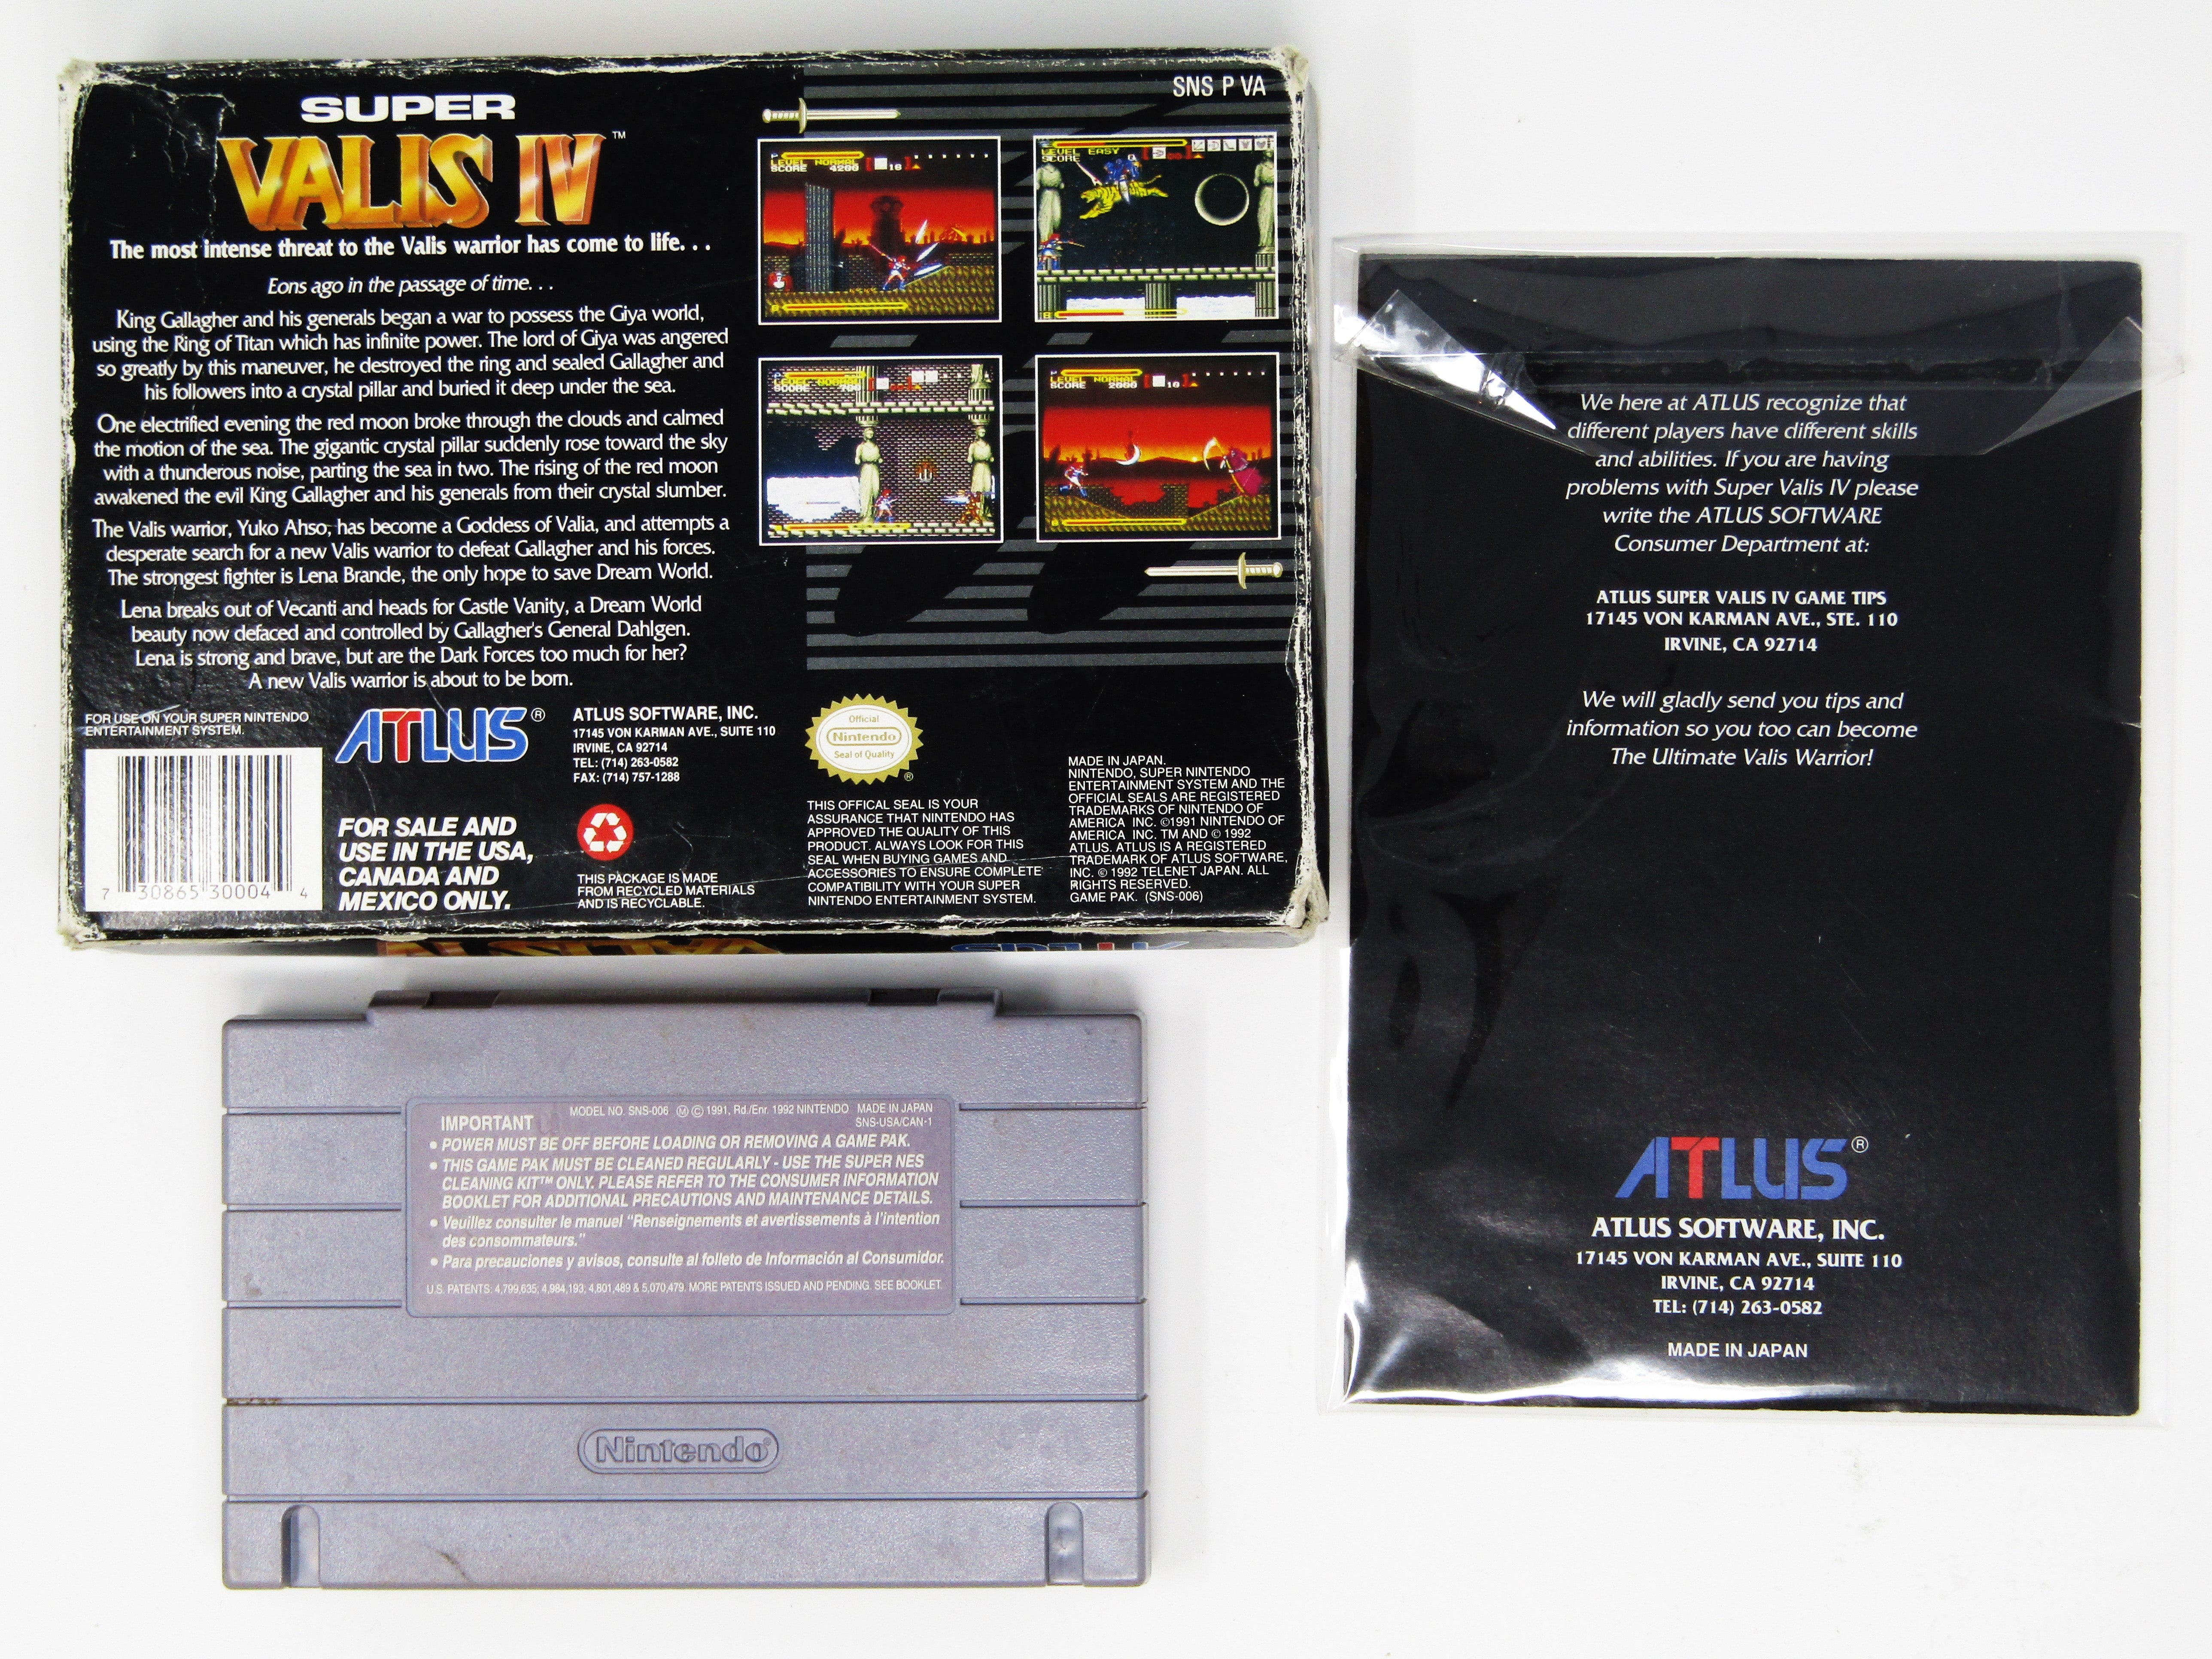 SUPER
VALIS IV™
The most intense threat to the Valis warrior has come to life. . .
Eons ago in the passage of time. . .
King Gallagher and his generals began a war to possess the Giya world,
using the Ring of Titan which has infinite power. The lord of Giya was angered
so greatly by this maneuver, he destroyed the ring and sealed Gallagher and
his followers into a crystal pillar and buried it deep under the sea.
One electrified evening the red moon broke through the clouds and calmed
the motion of the sea. The gigantic crystal pillar suddenly rose toward the sky
with a thunderous noise, parting the sea in two. The rising of the red moon
awakened the evil King Gallagher and his generals from their crystal slumber.
The Valis warrior, Yuko Ahso, has become a Goddess of Valia, and attempts a
desperate search for a new Valis warrior to defeat Gallagher and his forces.
The strongest fighter is Lena Brande, the only hope to save Dream World.
Lena breaks out of Vecanti and heads for Castle Vanity, a Dream World
beauty now defaced and controlled by Gallagher's General Dahlgen.
Lena is strong and brave, but are the Dark Forces too much for her?
A new Valis warrior is about to be born.
SNS P VA
LEVEL NORMAL
SCORE 4200
16
LEVEL EASY
SCORE 0
LEVEL NORMAL
SCORE 700
LEVEL NORMAL
SCORE 2000
16
FOR USE ON YOUR SUPER NINTENDO
ENTERTAINMENT SYSTEM.
7 30865 30004 4
ATLUS®
ATLUS SOFTWARE, INC.
17145 VON KARMAN AVE., SUITE 110
IRVINE, CA 92714
TEL: (714) 263-0582
FAX: (714) 757-1288
FOR SALE AND
USE IN THE USA,
CANADA AND
MEXICO ONLY.
THIS PACKAGE IS MADE
FROM RECYCLED MATERIALS
AND IS RECYCLABLE.
Official
Nintendo
Seal of Quality
®
THIS OFFICAL SEAL IS YOUR
ASSURANCE THAT NINTENDO HAS
APPROVED THE QUALITY OF THIS
PRODUCT. ALWAYS LOOK FOR THIS
SEAL WHEN BUYING GAMES AND
ACCESSORIES TO ENSURE COMPLETE
COMPATIBILITY WITH YOUR SUPER
NINTENDO ENTERTAINMENT SYSTEM.
MADE IN JAPAN.
NINTENDO, SUPER NINTENDO
ENTERTAINMENT SYSTEM AND THE
OFFICIAL SEALS ARE REGISTERED
TRADEMARKS OF NINTENDO OF
AMERICA INC. ©1991 NINTENDO OF
AMERICA INC. TM AND © 1992
ATLUS. ATLUS IS A REGISTERED
TRADEMARK OF ATLUS SOFTWARE,
INC. © 1992 TELENET JAPAN. ALL
RIGHTS RESERVED.
GAME PAK. (SNS-006)
MODEL NO. SNS-006 Ⓜ © 1991, Rd./Enr. 1992 NINTENDO MADE IN JAPAN
SNS-USA/CAN-1
IMPORTANT
• POWER MUST BE OFF BEFORE LOADING OR REMOVING A GAME PAK.
• THIS GAME PAK MUST BE CLEANED REGULARLY - USE THE SUPER NES
CLEANING KIT™ ONLY. PLEASE REFER TO THE CONSUMER INFORMATION
BOOKLET FOR ADDITIONAL PRECAUTIONS AND MAINTENANCE DETAILS.
• Veuillez consulter le manuel “Renseignements et avertissements à l'intention
des consommateurs.”
• Para precauciones y avisos, consulte al folleto de Información al Consumidor.
U.S. PATENTS: 4,799,635; 4,984,193; 4,801,489 & 5,070,479. MORE PATENTS ISSUED AND PENDING. SEE BOOKLET.
Nintendo®
We here at ATLUS recognize that
different players have different skills
and abilities. If you are having
problems with Super Valis IV please
write the ATLUS SOFTWARE
Consumer Department at:
ATLUS SUPER VALIS IV GAME TIPS
17145 VON KARMAN AVE., STE. 110
IRVINE, CA 92714
We will gladly send you tips and
information so you too can become
The Ultimate Valis Warrior!
ATLUS®
ATLUS SOFTWARE, INC.
17145 VON KARMAN AVE., SUITE 110
IRVINE, CA 92714
TEL: (714) 263-0582
MADE IN JAPAN